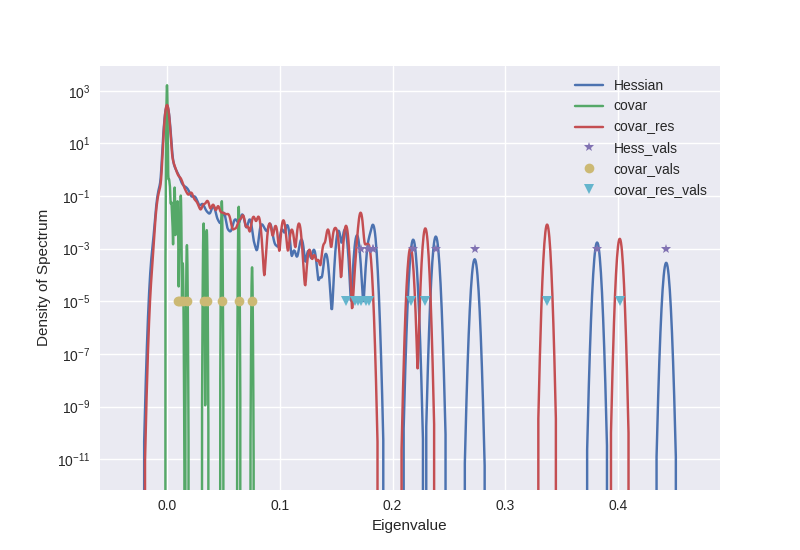 Hessian
covar
covar_res
Hess_vals
covar_vals
covar_res_vals
Density of Spectrum
10^3
10^1
10^-1
10^-3
10^-5
10^-7
10^-9
10^-11
0.0 0.1 0.2 0.3 0.4
Eigenvalue